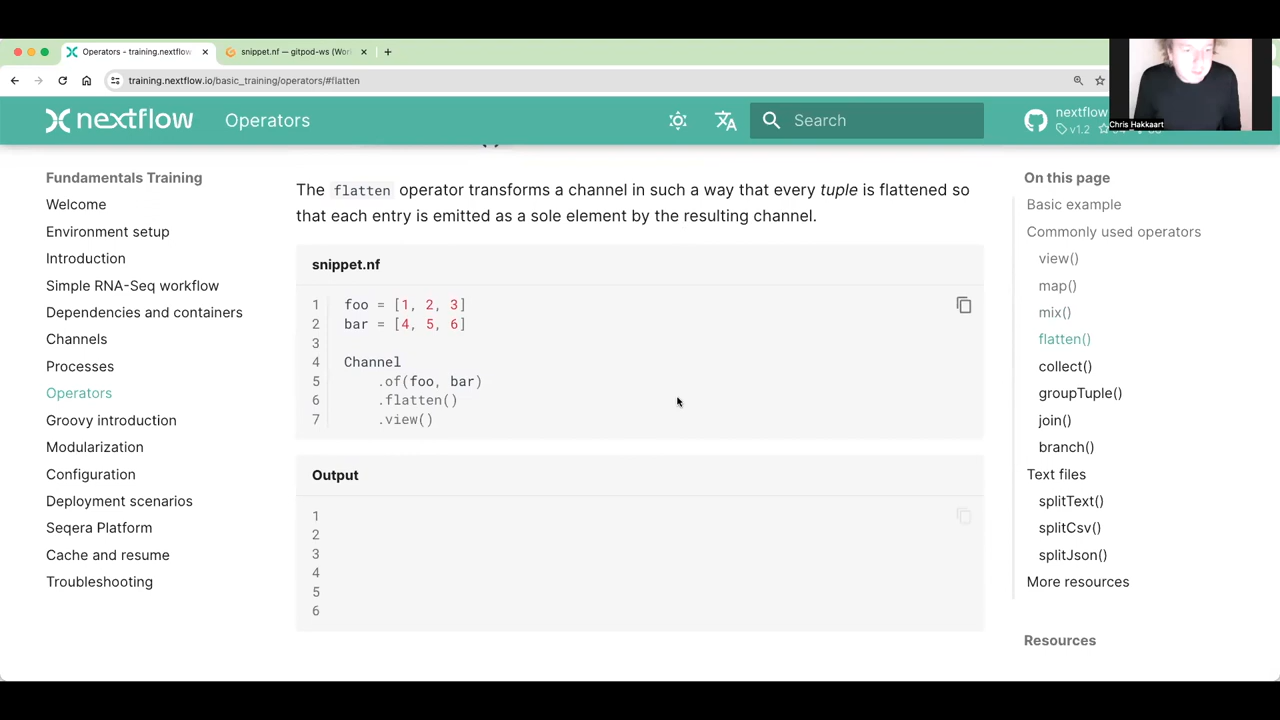 Operators - training.nextflow
snippet.nf — gitpod-ws (Wor
training.nextflow.io/basic_training/operators/#flatten
nextflow
Operators
Search
nextflow
v1.2
Chris Hakkaart
Fundamentals Training
Welcome
Environment setup
Introduction
Simple RNA-Seq workflow
Dependencies and containers
Channels
Processes
Operators
Groovy introduction
Modularization
Configuration
Deployment scenarios
Seqera Platform
Cache and resume
Troubleshooting
The flatten operator transforms a channel in such a way that every tuple is flattened so
that each entry is emitted as a sole element by the resulting channel.
snippet.nf
1 foo = [1, 2, 3]
2 bar = [4, 5, 6]
3
4 Channel
5 .of(foo, bar)
6 .flatten()
7 .view()
Output
1
2
3
4
5
6
On this page
Basic example
Commonly used operators
view()
map()
mix()
flatten()
collect()
groupTuple()
join()
branch()
Text files
splitText()
splitCsv()
splitJson()
More resources
Resources